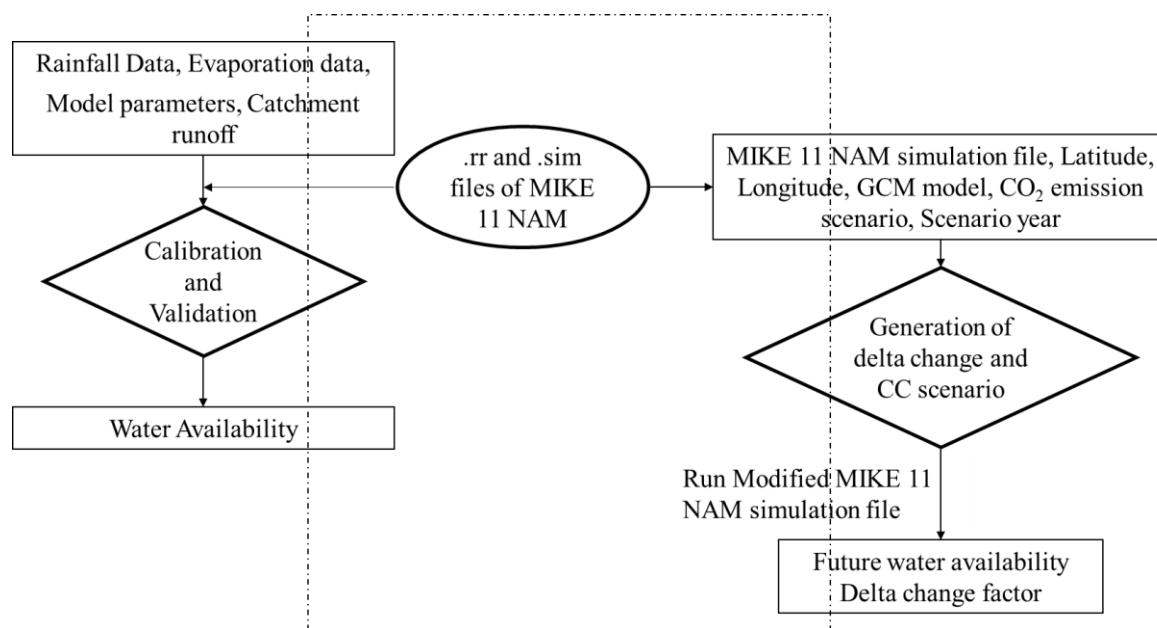 Rainfall Data, Evaporation data,
Model parameters, Catchment
runoff
.rr and .sim
files of MIKE
11 NAM
MIKE 11 NAM simulation file, Latitude,
Longitude, GCM model, CO₂ emission
scenario, Scenario year
Calibration
and
Validation
Generation of
delta change and
CC scenario
Water Availability
Run Modified MIKE 11
NAM simulation file
Future water availability
Delta change factor